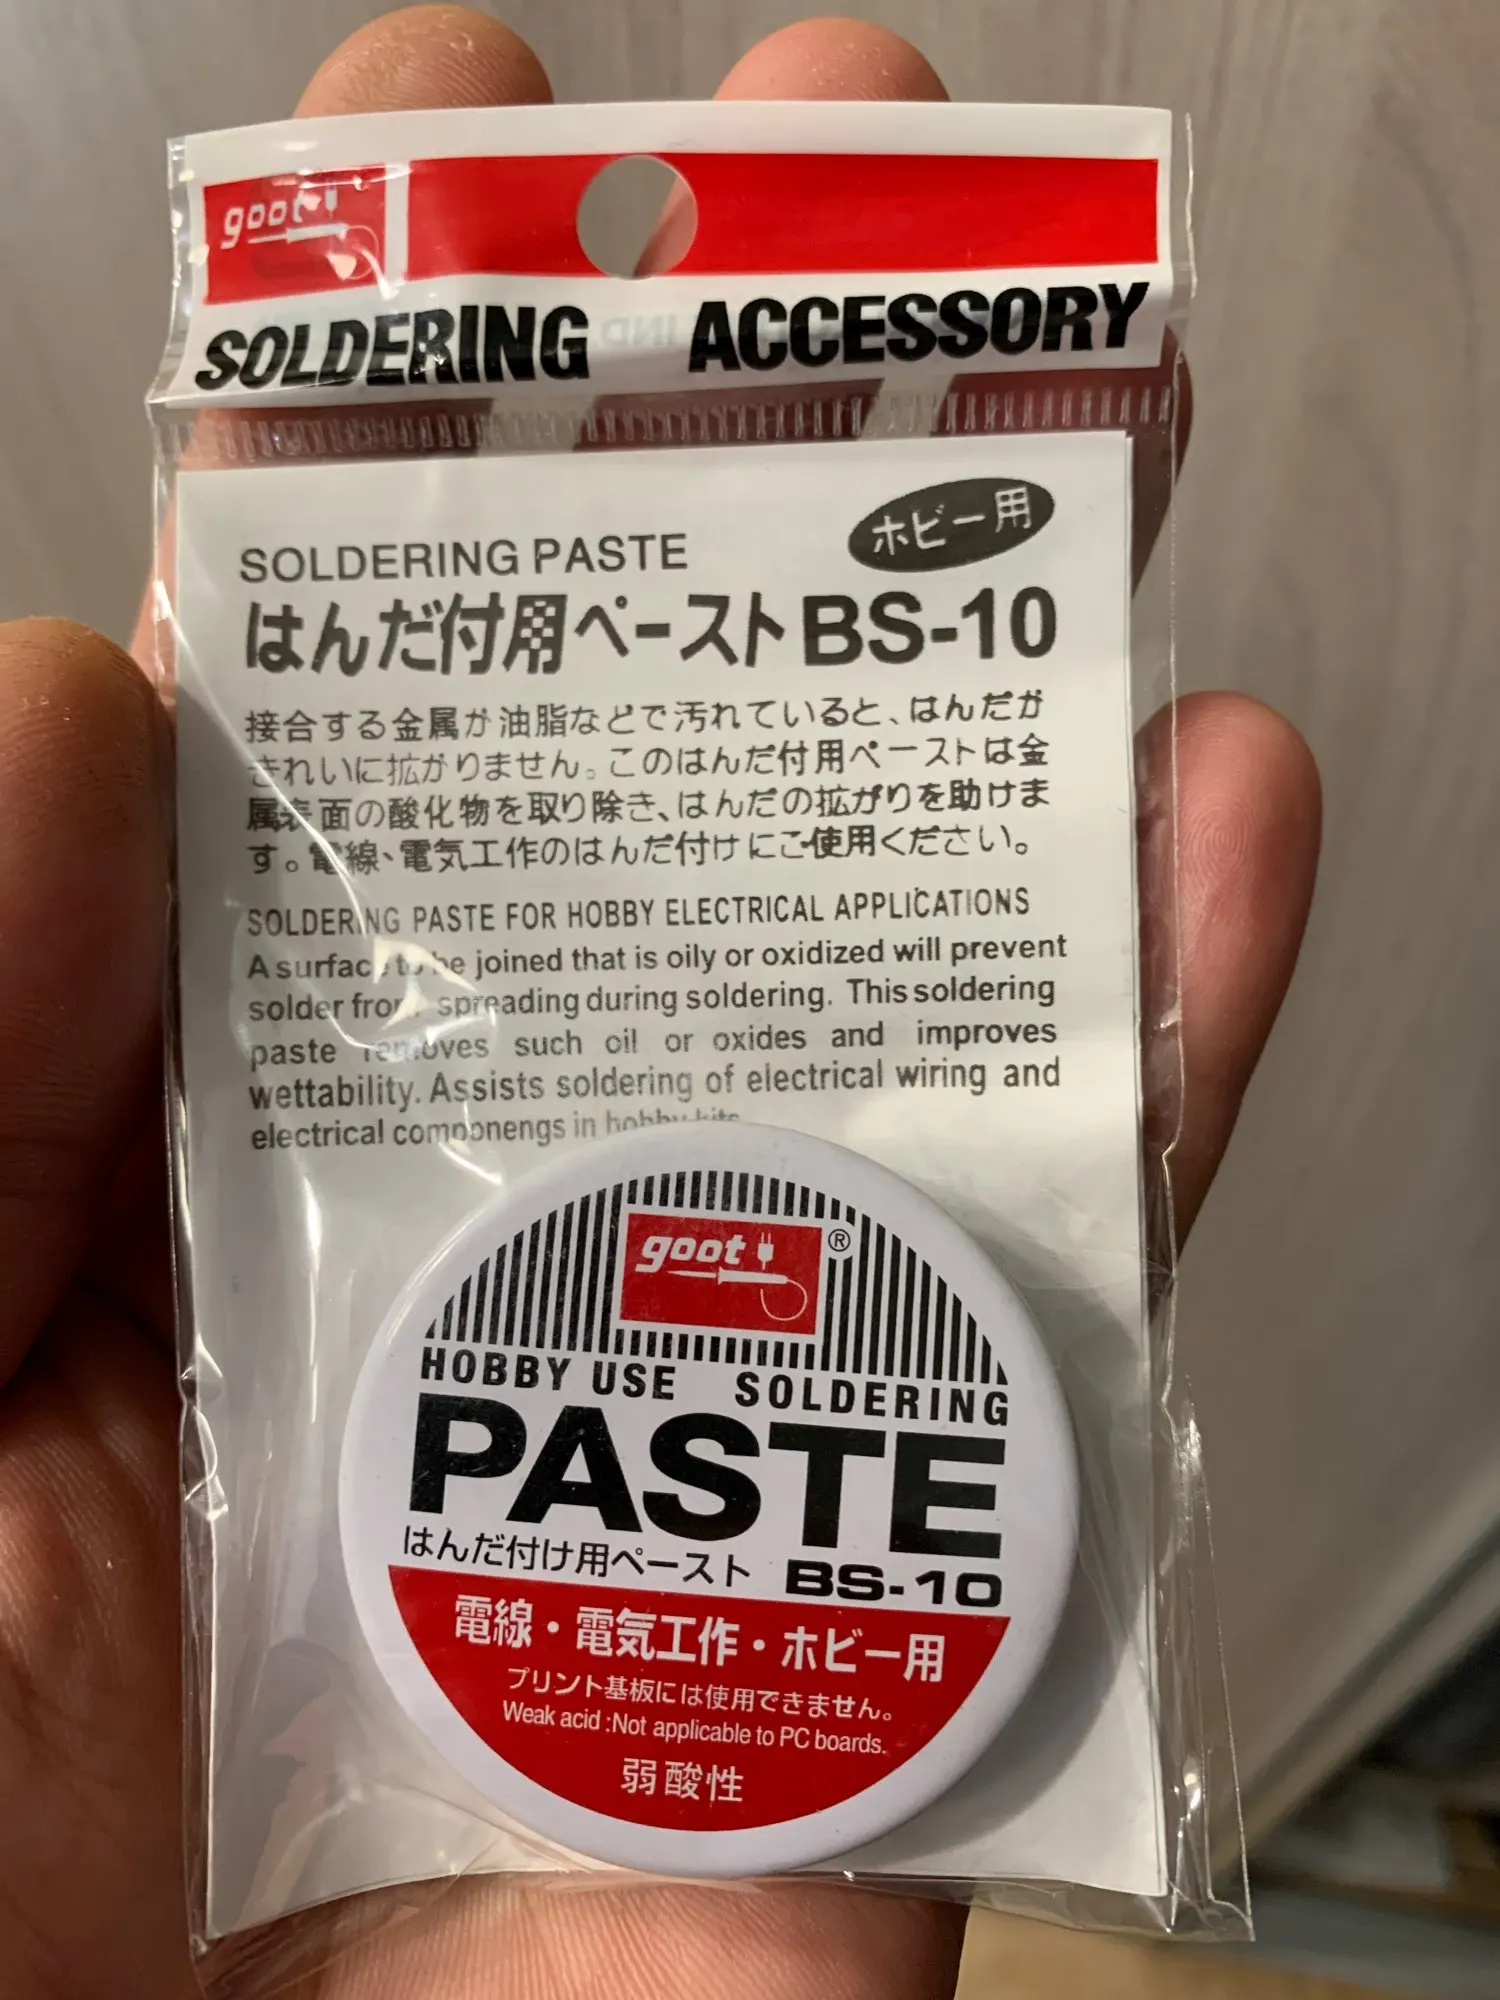 goot
SOLDERING ACCESSORY
ホビー用
SOLDERING PASTE
はんだ付用ペーストBS-10
接合する金属が油脂などで汚れていると、はんだが
きれいに拡がりません。このはんだ付用ペーストは金
属表面の酸化物を取り除き、はんだの拡がりを助けま
す。電線、電気工作のはんだ付けにご使用ください。
SOLDERING PASTE FOR HOBBY ELECTRICAL APPLICATIONS
A surface to be joined that is oily or oxidized will prevent
solder from spreading during soldering. This soldering
paste removes such oil or oxides and improves
wettability. Assists soldering of electrical wiring and
electrical componengs in hobby kits
goot ®
HOBBY USE SOLDERING
PASTE
はんだ付け用ペースト BS-10
電線・電気工作・ホビー用
プリント基板には使用できません。
Weak acid :Not applicable to PC boards.
弱酸性